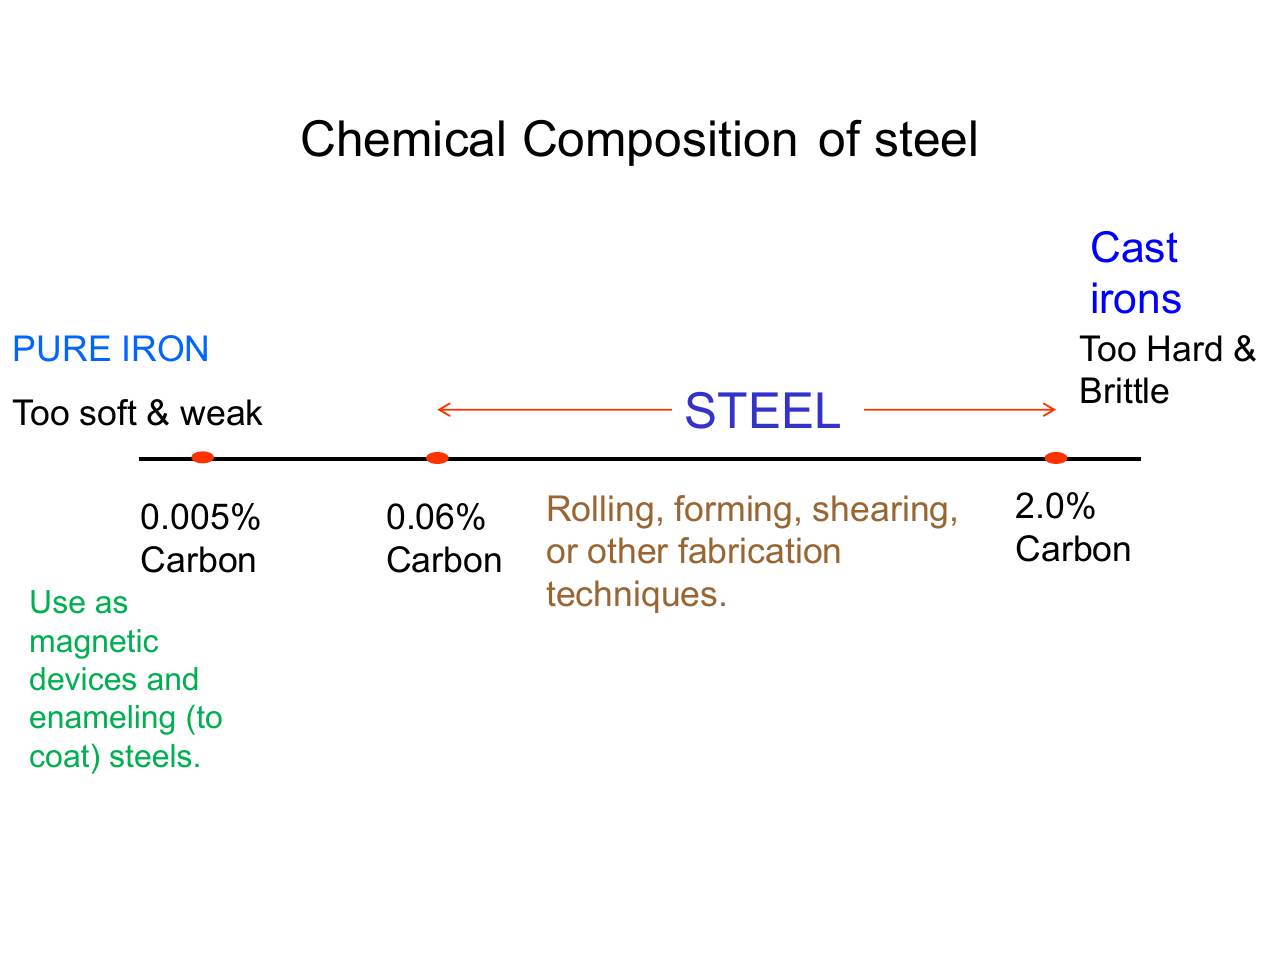 Chemical Composition of steel
Cast
irons
PURE IRON
Too Hard &
Brittle
Too soft & weak
STEEL
0.005%
Carbon
0.06%
Carbon
Rolling, forming, shearing,
or other fabrication
techniques.
2.0%
Carbon
Use as
magnetic
devices and
enameling (to
coat) steels.